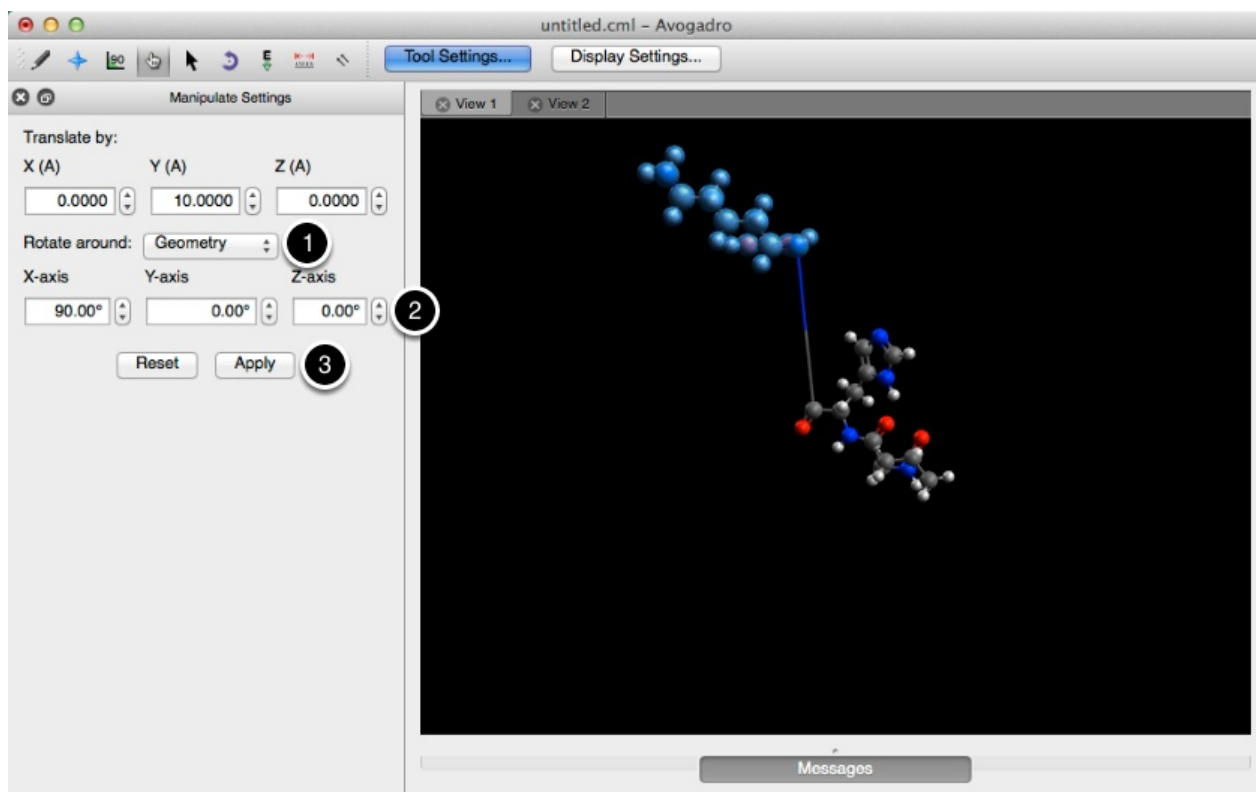 untitled.cml – Avogadro
90
E
Tool Settings...
Display Settings...
Manipulate Settings
View 1
View 2
Translate by:
X (A)
Y (A)
Z (A)
0.0000
10.0000
0.0000
Rotate around:
Geometry
1
X-axis
Y-axis
Z-axis
90.00°
0.00°
0.00°
2
Reset
Apply
3
Messages